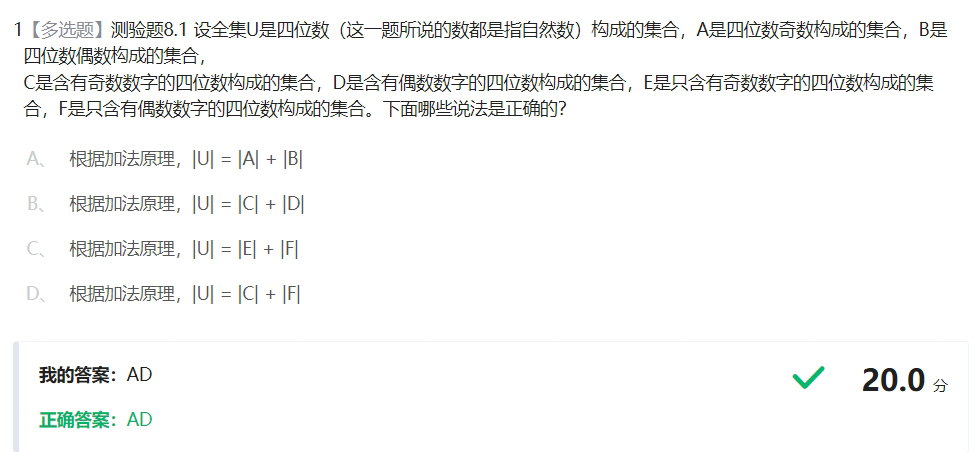 1【多选题】测验题8.1 设全集U是四位数（这一题所说的数都是指自然数）构成的集合，A是四位数奇数构成的集合，B是
四位数偶数构成的集合，
C是含有奇数数字的四位数构成的集合，D是含有偶数数字的四位数构成的集合，E是只含有奇数数字的四位数构成的集
合，F是只含有偶数数字的四位数构成的集合。下面哪些说法是正确的？
A、 根据加法原理，|U| = |A| + |B|
B、 根据加法原理，|U| = |C| + |D|
C、 根据加法原理，|U| = |E| + |F|
D、 根据加法原理，|U| = |C| + |F|
我的答案：AD 20.0 分
正确答案：AD